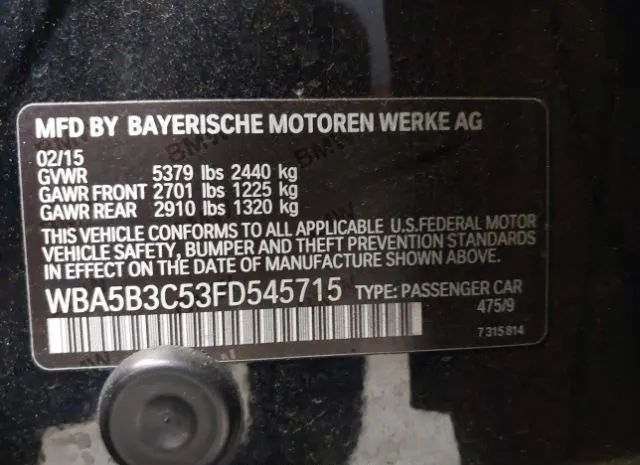 MFD BY BAYERISCHE MOTOREN WERKE AG
02/15
GVWR 5379 lbs 2440 kg
GAWR FRONT 2701 lbs 1225 kg
GAWR REAR 2910 lbs 1320 kg
THIS VEHICLE CONFORMS TO ALL APPLICABLE U.S.FEDERAL MOTOR
VEHICLE SAFETY, BUMPER AND THEFT PREVENTION STANDARDS
IN EFFECT ON THE DATE OF MANUFACTURE SHOWN ABOVE.
WBA5B3C53FD545715 TYPE: PASSENGER CAR
475/9
7 315 814